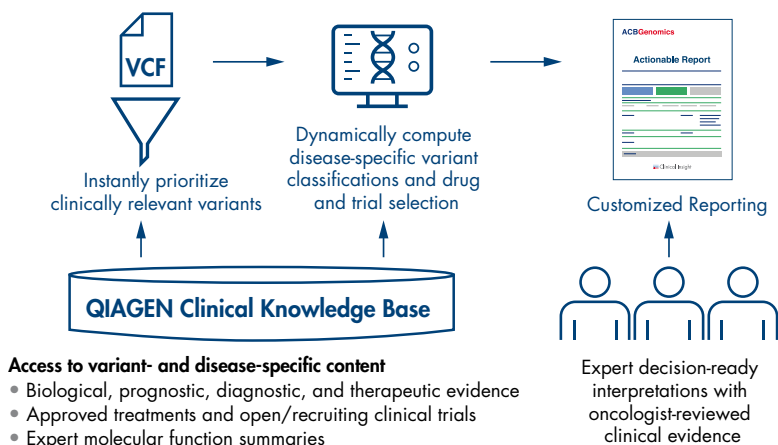 VCF
Instantly prioritize
clinically relevant variants
Dynamically compute
disease-specific variant
classifications and drug
and trial selection
ACBGenomics
Actionable Report
Clinical Insight
Customized Reporting
QIAGEN Clinical Knowledge Base
Access to variant- and disease-specific content
• Biological, prognostic, diagnostic, and therapeutic evidence
• Approved treatments and open/recruiting clinical trials
• Expert molecular function summaries
Expert decision-ready
interpretations with
oncologist-reviewed
clinical evidence